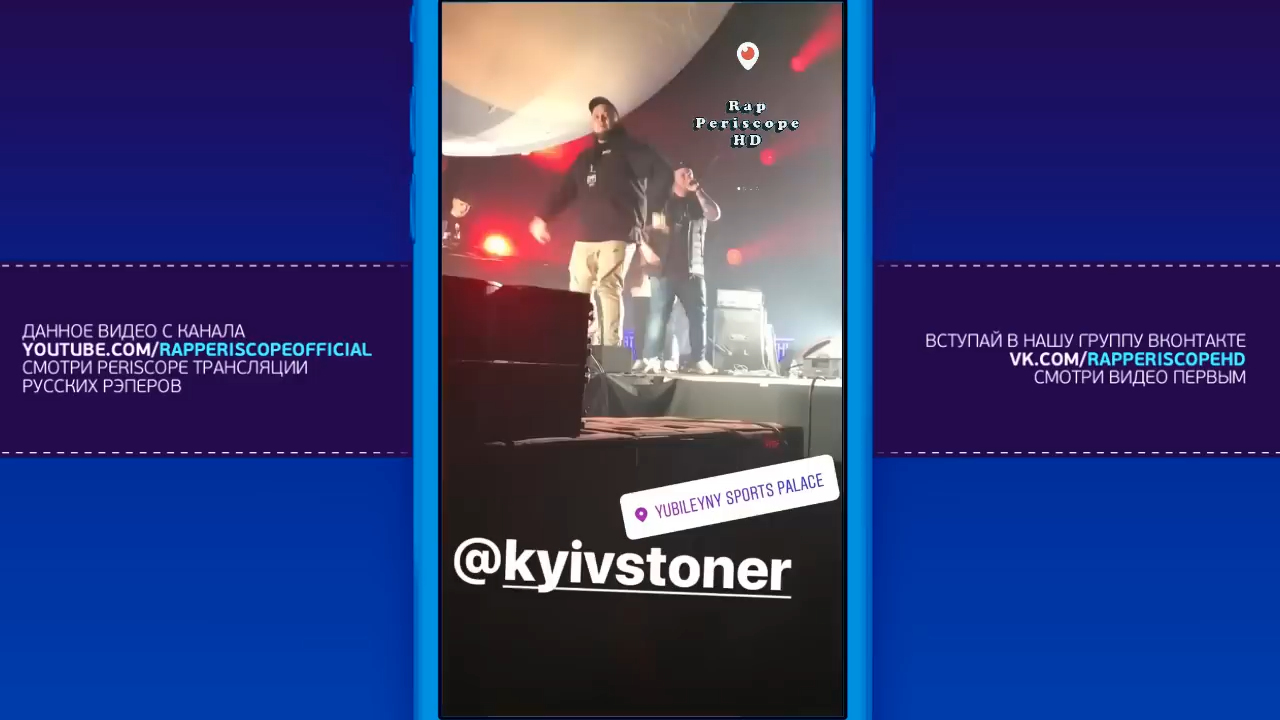 ДАННОЕ ВИДЕО С КАНАЛА
YOUTUBE.COM/RAPPERISCOPEOFFICIAL
СМОТРИ PERISCOPE ТРАНСЛЯЦИИ
РУССКИХ РЭПЕРОВ
Rap
Periscope
HD
YUBILEYNY SPORTS PALACE
@kyivstoner
ВСТУПАЙ В НАШУ ГРУППУ ВКОНТАКТЕ
VK.COM/RAPPERISCOPEHD
СМОТРИ ВИДЕО ПЕРВЫМ